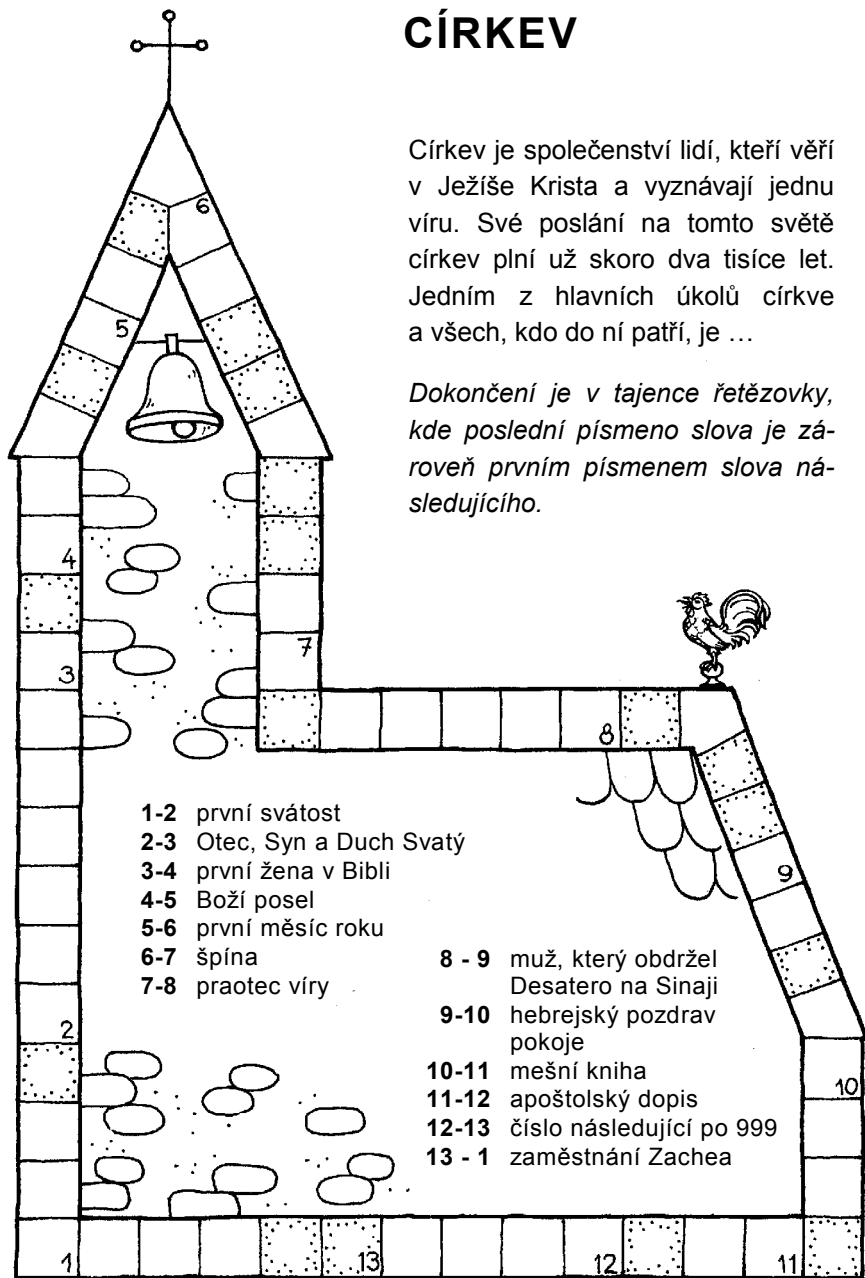 CÍRKEV
Církev je společenství lidí, kteří věří
v Ježíše Krista a vyznávají jednu
víru. Své poslání na tomto světě
církev plní už skoro dva tisíce let.
Jedním z hlavních úkolů církve
a všech, kdo do ní patří, je …
Dokončení je v tajence řetězovky,
kde poslední písmeno slova je zá-
roveň prvním písmenem slova ná-
sledujícího.
6
5
4
7
3
8
9
1-2 první svátost
2-3 Otec, Syn a Duch Svatý
3-4 první žena v Bibli
4-5 Boží posel
5-6 první měsíc roku
6-7 špína
7-8 praotec víry
8 - 9 muž, který obdržel
Desatero na Sinaji
9-10 hebrejský pozdrav
pokoje
10-11 mešní kniha
11-12 apoštolský dopis
12-13 číslo následující po 999
13 - 1 zaměstnání Zachea
2
10
1
13
12
11